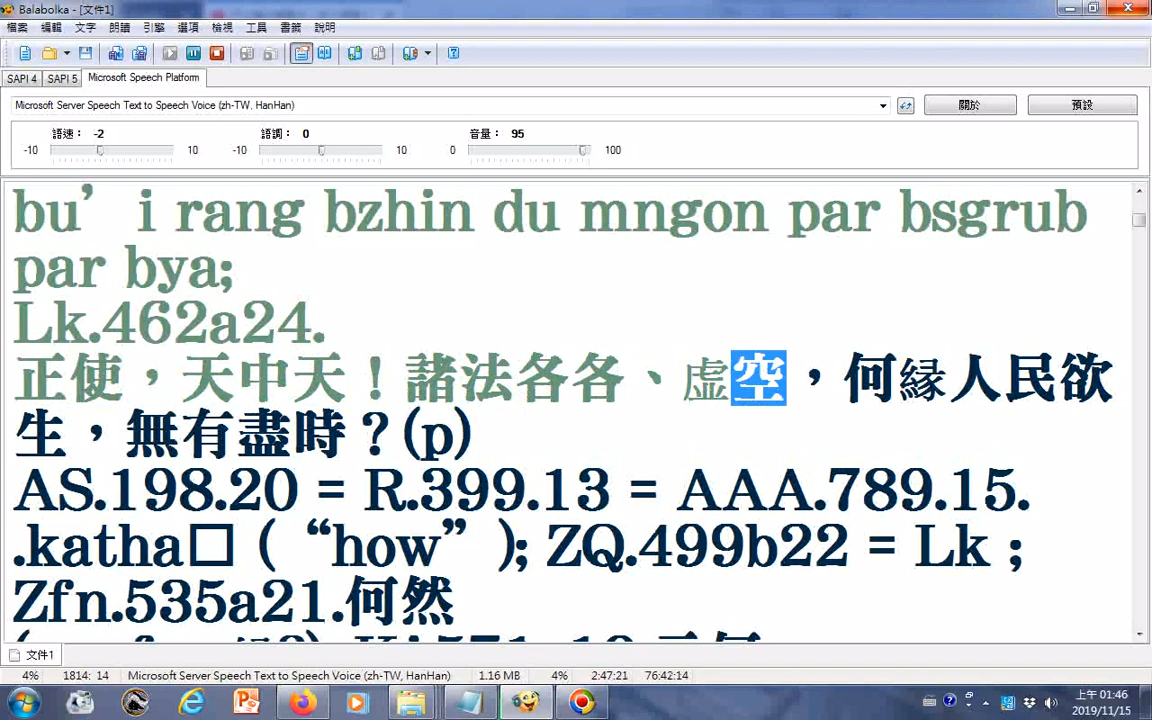 Balabolka - [文件1]
檔案 編輯 文字 朗讀 引擎 選項 檢視 工具 書籤 說明
SAPI 4 SAPI 5 Microsoft Speech Platform
Microsoft Server Speech Text to Speech Voice (zh-TW, HanHan) 關於 預設
語速： -2 語調： 0 音量： 95
-10 10 -10 10 0 100
bu’i rang bzhin du mngon par bsgrub
par bya;
Lk.462a24.
正使，天中天！諸法各各、虛空，何緣人民欲
生，無有盡時？(p)
AS.198.20 = R.399.13 = AAA.789.15.
.katha□ (“how”); ZQ.499b22 = Lk ;
Zfn.535a21.何然
文件1
4% 1814: 14 Microsoft Server Speech Text to Speech Voice (zh-TW, HanHan) 1.16 MB 4% 2:47:21 76:42:14
上午 01:46
2019/11/15